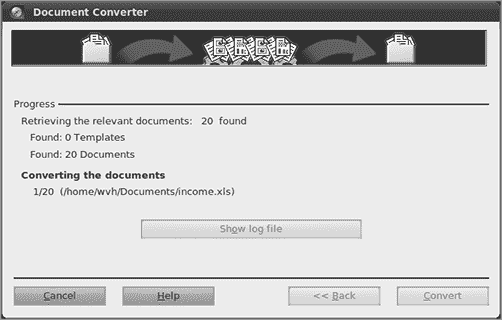 Document Converter
Progress
Retrieving the relevant documents: 20 found
Found: 0 Templates
Found: 20 Documents
Converting the documents
1/20 (/home/wvh/Documents/income.xls)
Show log file
Cancel
Help
<< Back
Convert